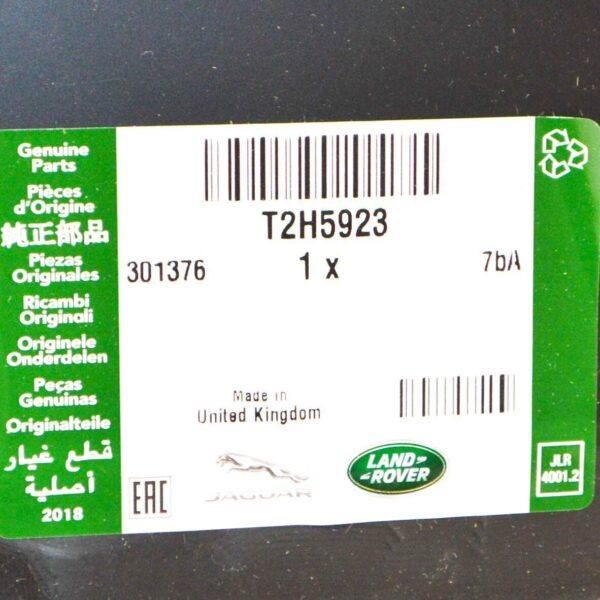 Genuine
Parts
Pièces
d'Origine
純正部品
Piezas
Originales
Ricambi
Originali
Originele
Onderdelen
Peças
Genuinas
Originalteile
قطع غيار
أصلية
2018
T2H5923
301376
1 x
7bA
Made in
United Kingdom
EAC
JAGUAR
LAND
ROVER
JLR
4001.2